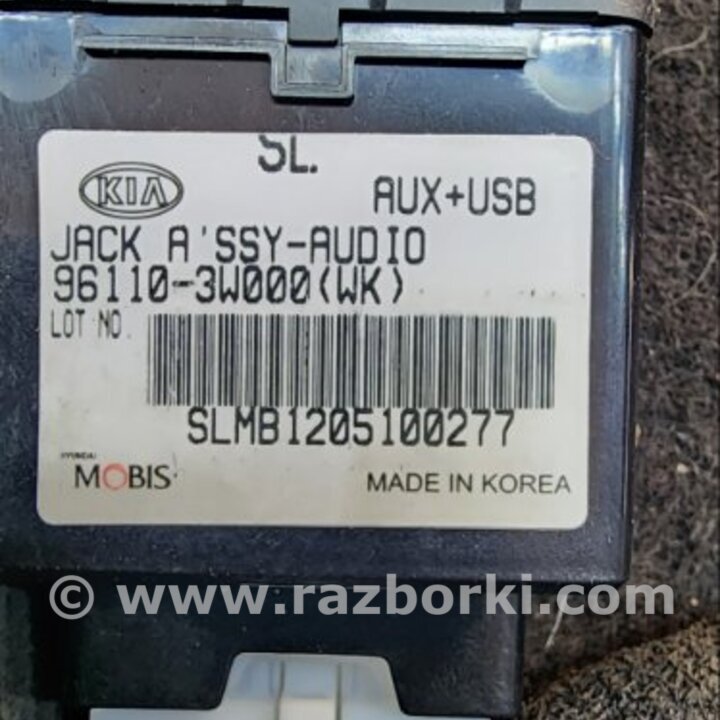 SL.
KIA
AUX+USB
JACK A'SSY-AUDIO
96110-3W000(WK)
LOT NO.
SLMB1205100277
HYUNDAI
MOBIS
MADE IN KOREA
© www.razborki.com